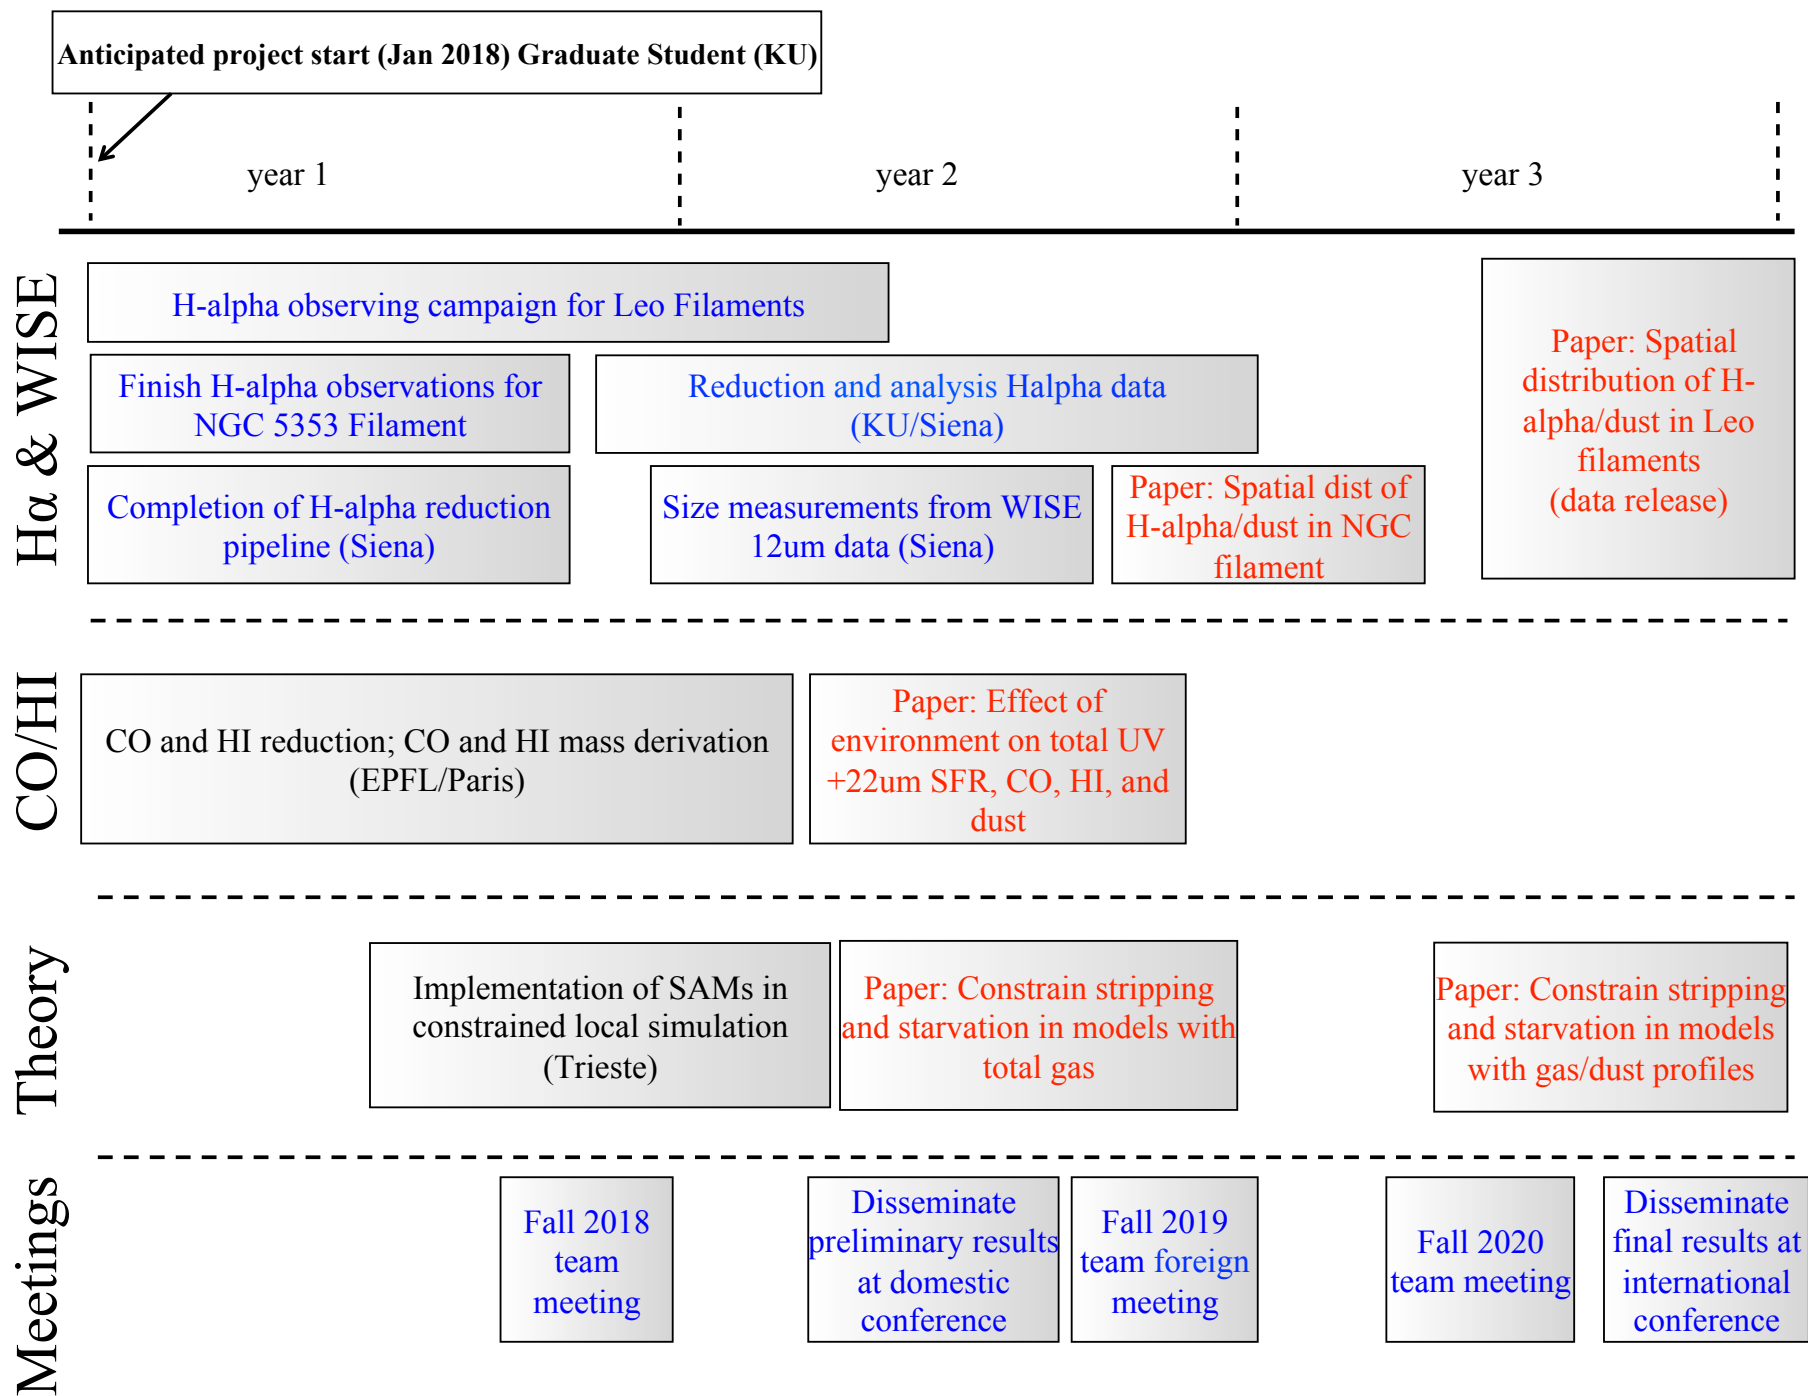 Anticipated project start (Jan 2018) Graduate Student (KU)
year 1
year 2
year 3
Hα & WISE
H-alpha observing campaign for Leo Filaments
Finish H-alpha observations for
NGC 5353 Filament
Reduction and analysis Halpha data
(KU/Siena)
Completion of H-alpha reduction
pipeline (Siena)
Size measurements from WISE
12um data (Siena)
Paper: Spatial dist of
H-alpha/dust in NGC
filament
Paper: Spatial
distribution of H-
alpha/dust in Leo
filaments
(data release)
CO/HI
CO and HI reduction; CO and HI mass derivation
(EPFL/Paris)
Paper: Effect of
environment on total UV
+22um SFR, CO, HI, and
dust
Theory
Implementation of SAMs in
constrained local simulation
(Trieste)
Paper: Constrain stripping
and starvation in models with
total gas
Paper: Constrain stripping
and starvation in models
with gas/dust profiles
Meetings
Fall 2018
team
meeting
Disseminate
preliminary results
at domestic
conference
Fall 2019
team foreign
meeting
Fall 2020
team meeting
Disseminate
final results at
international
conference